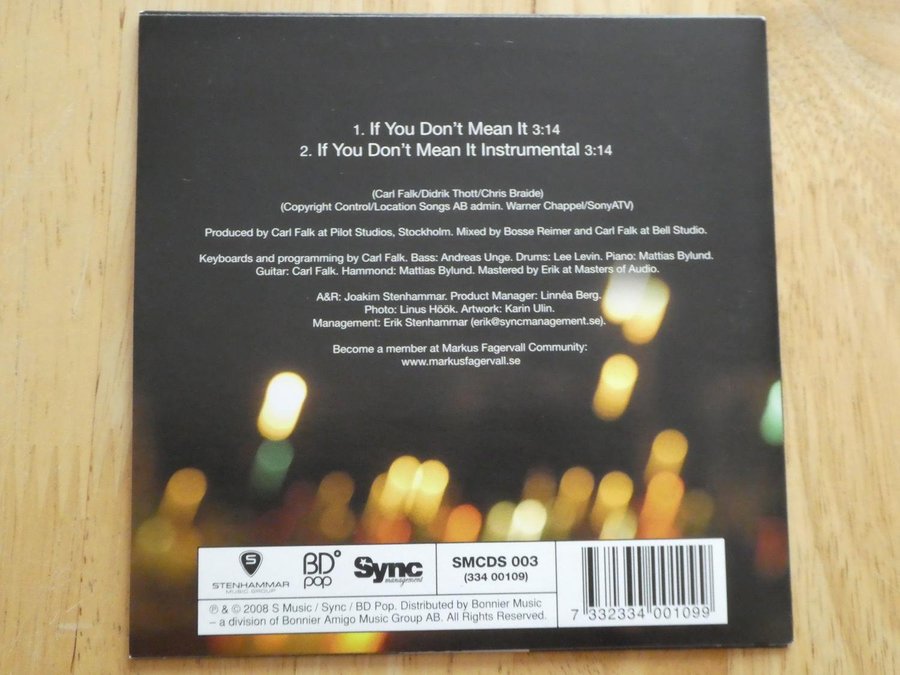 1. If You Don't Mean It 3:14
2. If You Don't Mean It Instrumental 3:14
(Carl Falk/Didrik Thott/Chris Braide)
(Copyright Control/Location Songs AB admin. Warner Chappel/SonyATV)
Produced by Carl Falk at Pilot Studios, Stockholm. Mixed by Bosse Reimer and Carl Falk at Bell Studio.
Keyboards and programming by Carl Falk. Bass: Andreas Unge. Drums: Lee Levin. Piano: Mattias Bylund.
Guitar: Carl Falk. Hammond: Mattias Bylund. Mastered by Erik at Masters of Audio.
A&R: Joakim Stenhammar. Product Manager: Linnéa Berg.
Photo: Linus Höök. Artwork: Karin Ulin.
Management: Erik Stenhammar (erik@syncmanagement.se).
Become a member at Markus Fagervall Community:
www.markusfagervall.se
S
STENHAMMAR
MUSIC GROUP
BD°
pop
Sync
management
SMCDS 003
(334 00109)
℗ & © 2008 S Music / Sync / BD Pop. Distributed by Bonnier Music
– a division of Bonnier Amigo Music Group AB. All Rights Reserved.
7 332334 001099